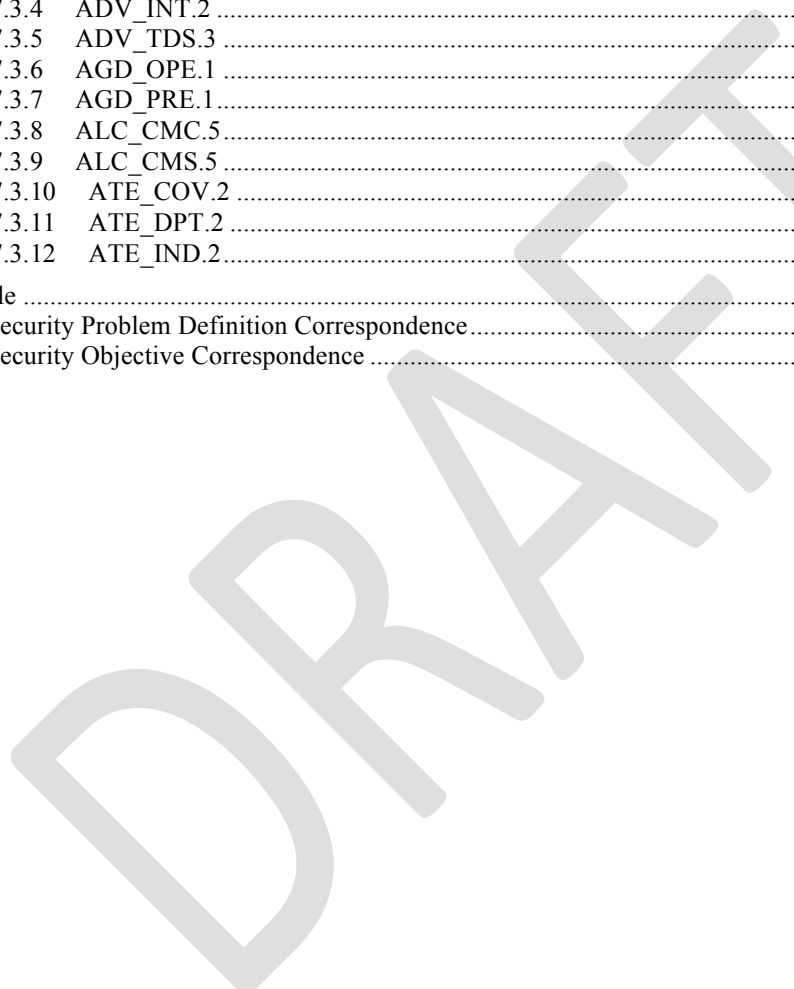 7.3.4 ADV_INT.2 ........................................................................................
7.3.5 ADV_TDS.3 ........................................................................................
7.3.6 AGD_OPE.1 ........................................................................................
7.3.7 AGD_PRE.1 ........................................................................................
7.3.8 ALC_CMC.5 ........................................................................................
7.3.9 ALC_CMS.5 ........................................................................................
7.3.10 ATE_COV.2 ........................................................................................
7.3.11 ATE_DPT.2 ........................................................................................
7.3.12 ATE_IND.2 ........................................................................................
le ........................................................................................
ecurity Problem Definition Correspondence ........................................................................................
ecurity Objective Correspondence ........................................................................................
DRAFT